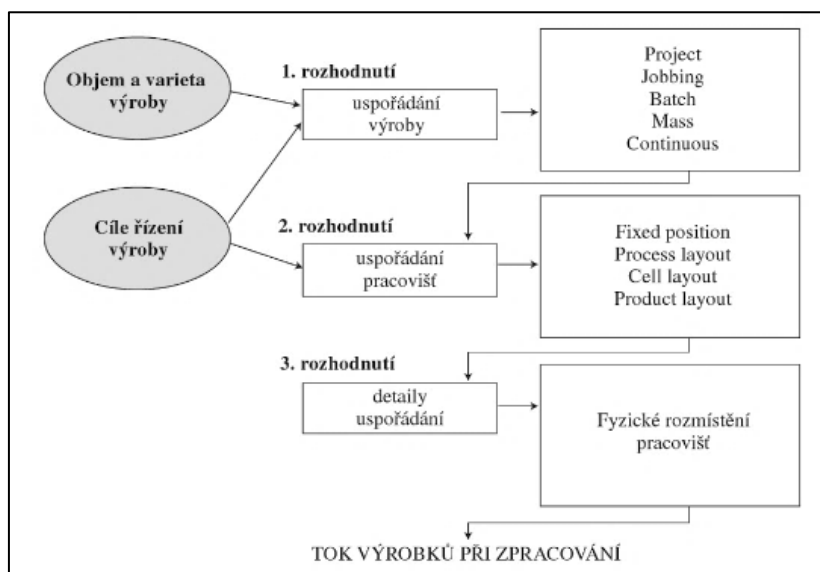 Objem a varieta
výroby
1. rozhodnutí
uspořádání
výroby
Project
Jobbing
Batch
Mass
Continuous
Cíle řízení
výroby
2. rozhodnutí
uspořádání
pracovišť
Fixed position
Process layout
Cell layout
Product layout
3. rozhodnutí
detaily
uspořádání
Fyzické rozmístění
pracovišť
TOK VÝROBKŮ PŘI ZPRACOVÁNÍ